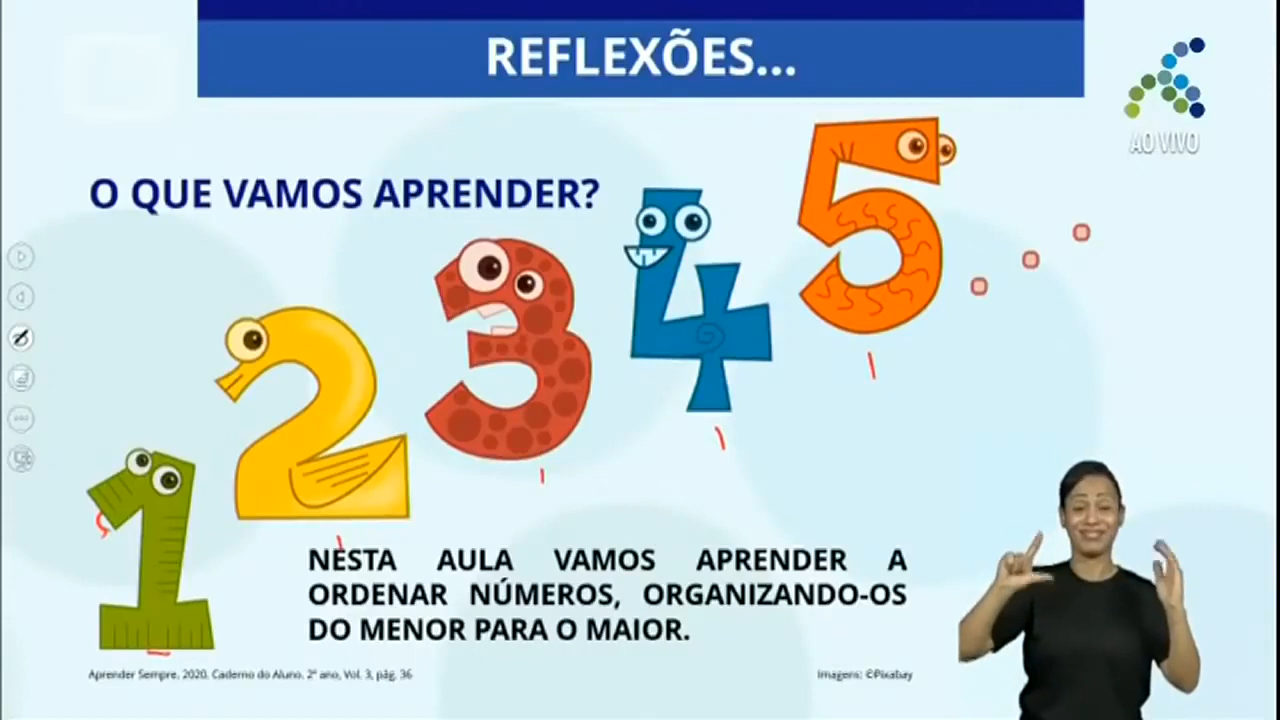 REFLEXÕES...
AO VIVO
O QUE VAMOS APRENDER?
1 2 3 4 5
NESTA AULA VAMOS APRENDER A
ORDENAR NÚMEROS, ORGANIZANDO-OS
DO MENOR PARA O MAIOR.
Aprender Sempre, 2020. Caderno do Aluno. 2º ano, Vol. 3, pág. 36
Imagens: ©Pixabay